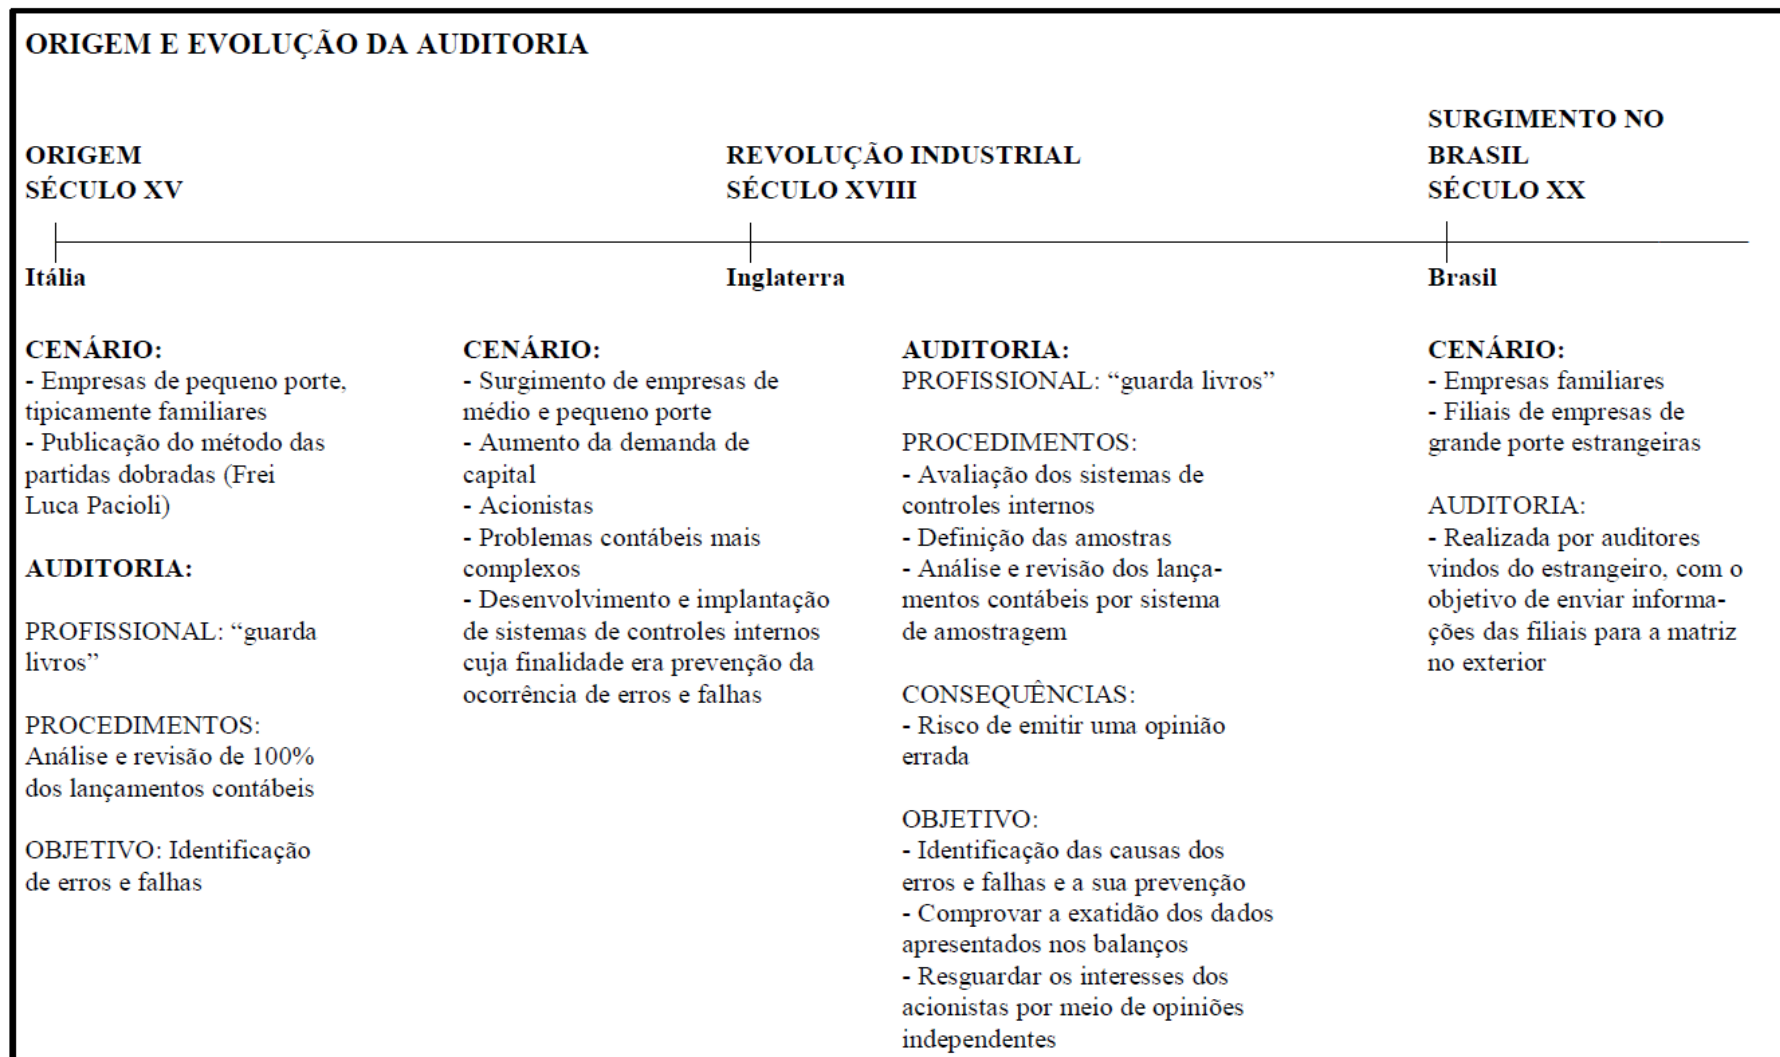 ORIGEM E EVOLUÇÃO DA AUDITORIA
ORIGEM
SÉCULO XV
Itália
CENÁRIO:
- Empresas de pequeno porte,
tipicamente familiares
- Publicação do método das
partidas dobradas (Frei
Luca Pacioli)
AUDITORIA:
PROFISSIONAL: “guarda
livros”
PROCEDIMENTOS:
Análise e revisão de 100%
dos lançamentos contábeis
OBJETIVO: Identificação
de erros e falhas
REVOLUÇÃO INDUSTRIAL
SÉCULO XVIII
Inglaterra
CENÁRIO:
- Surgimento de empresas de
médio e pequeno porte
- Aumento da demanda de
capital
- Acionistas
- Problemas contábeis mais
complexos
- Desenvolvimento e implantação
de sistemas de controles internos
cuja finalidade era prevenção da
ocorrência de erros e falhas
AUDITORIA:
PROFISSIONAL: “guarda livros”
PROCEDIMENTOS:
- Avaliação dos sistemas de
controles internos
- Definição das amostras
- Análise e revisão dos lança-
mentos contábeis por sistema
de amostragem
CONSEQUÊNCIAS:
- Risco de emitir uma opinião
errada
OBJETIVO:
- Identificação das causas dos
erros e falhas e a sua prevenção
- Comprovar a exatidão dos dados
apresentados nos balanços
- Resguardar os interesses dos
acionistas por meio de opiniões
independentes
SURGIMENTO NO
BRASIL
SÉCULO XX
Brasil
CENÁRIO:
- Empresas familiares
- Filiais de empresas de
grande porte estrangeiras
AUDITORIA:
- Realizada por auditores
vindos do estrangeiro, com o
objetivo de enviar informa-
ções das filiais para a matriz
no exterior